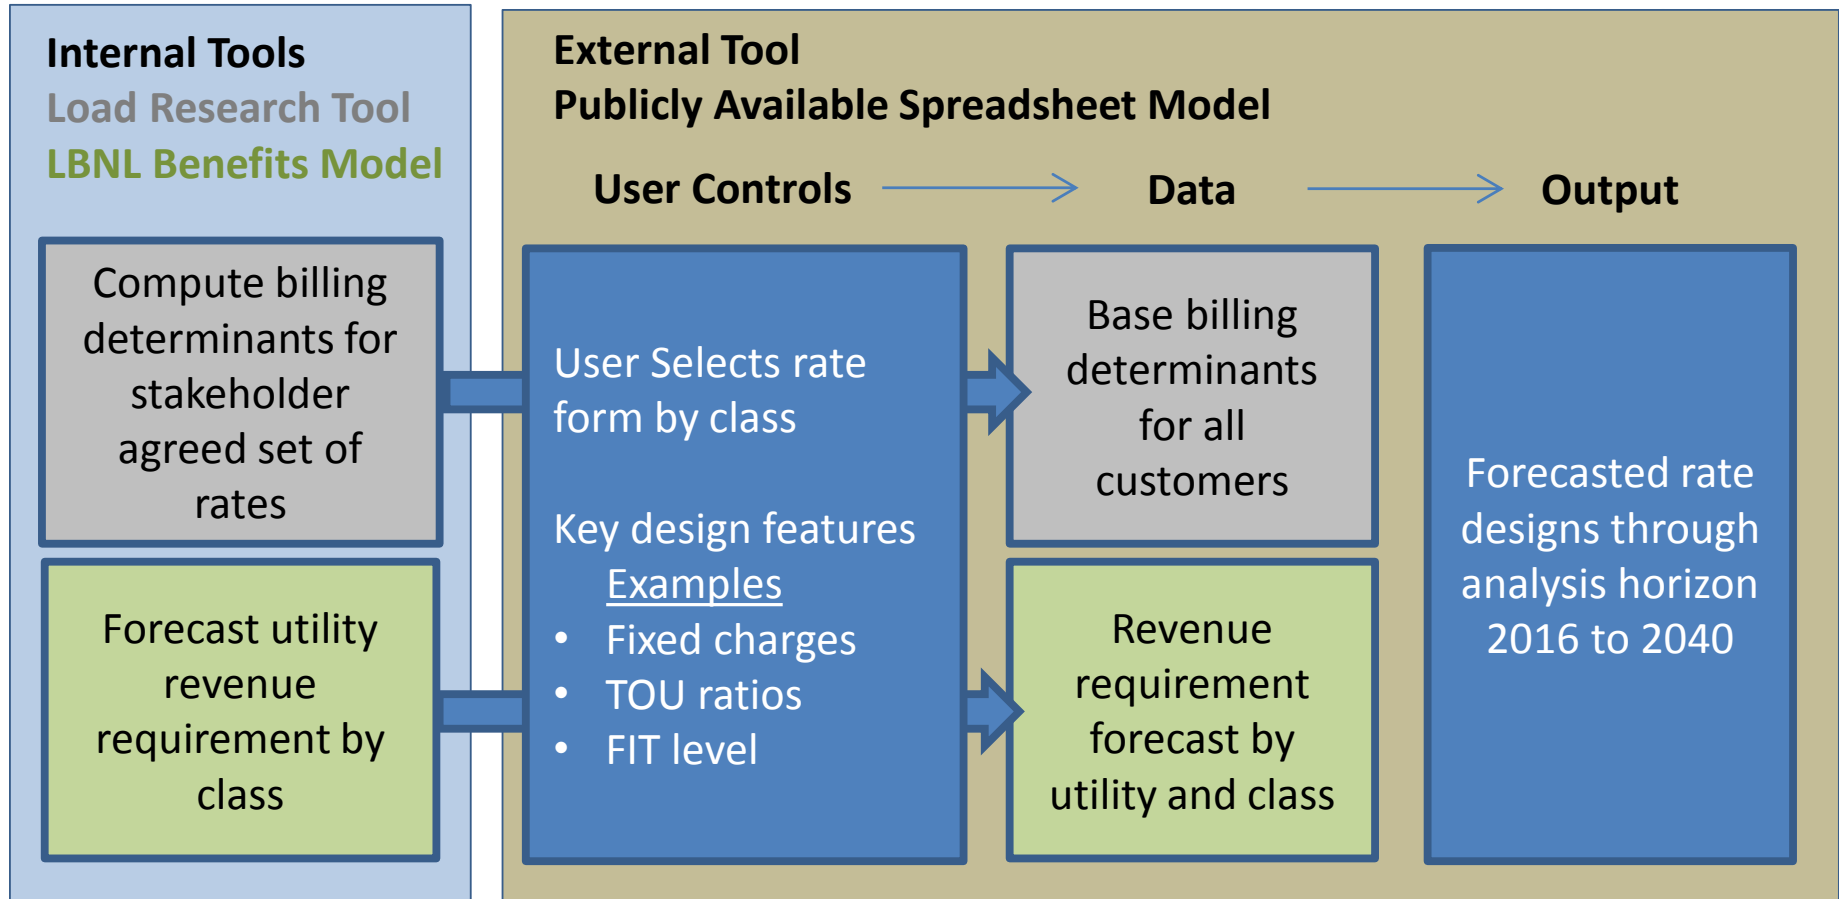 Internal Tools
Load Research Tool
LBNL Benefits Model
Compute billing
determinants for
stakeholder
agreed set of
rates
Forecast utility
revenue
requirement by
class
External Tool
Publicly Available Spreadsheet Model
User Controls
Data
Output
User Selects rate
form by class
Key design features
Examples
• Fixed charges
• TOU ratios
• FIT level
Base billing
determinants
for all
customers
Revenue
requirement
forecast by
utility and class
Forecasted rate
designs through
analysis horizon
2016 to 2040